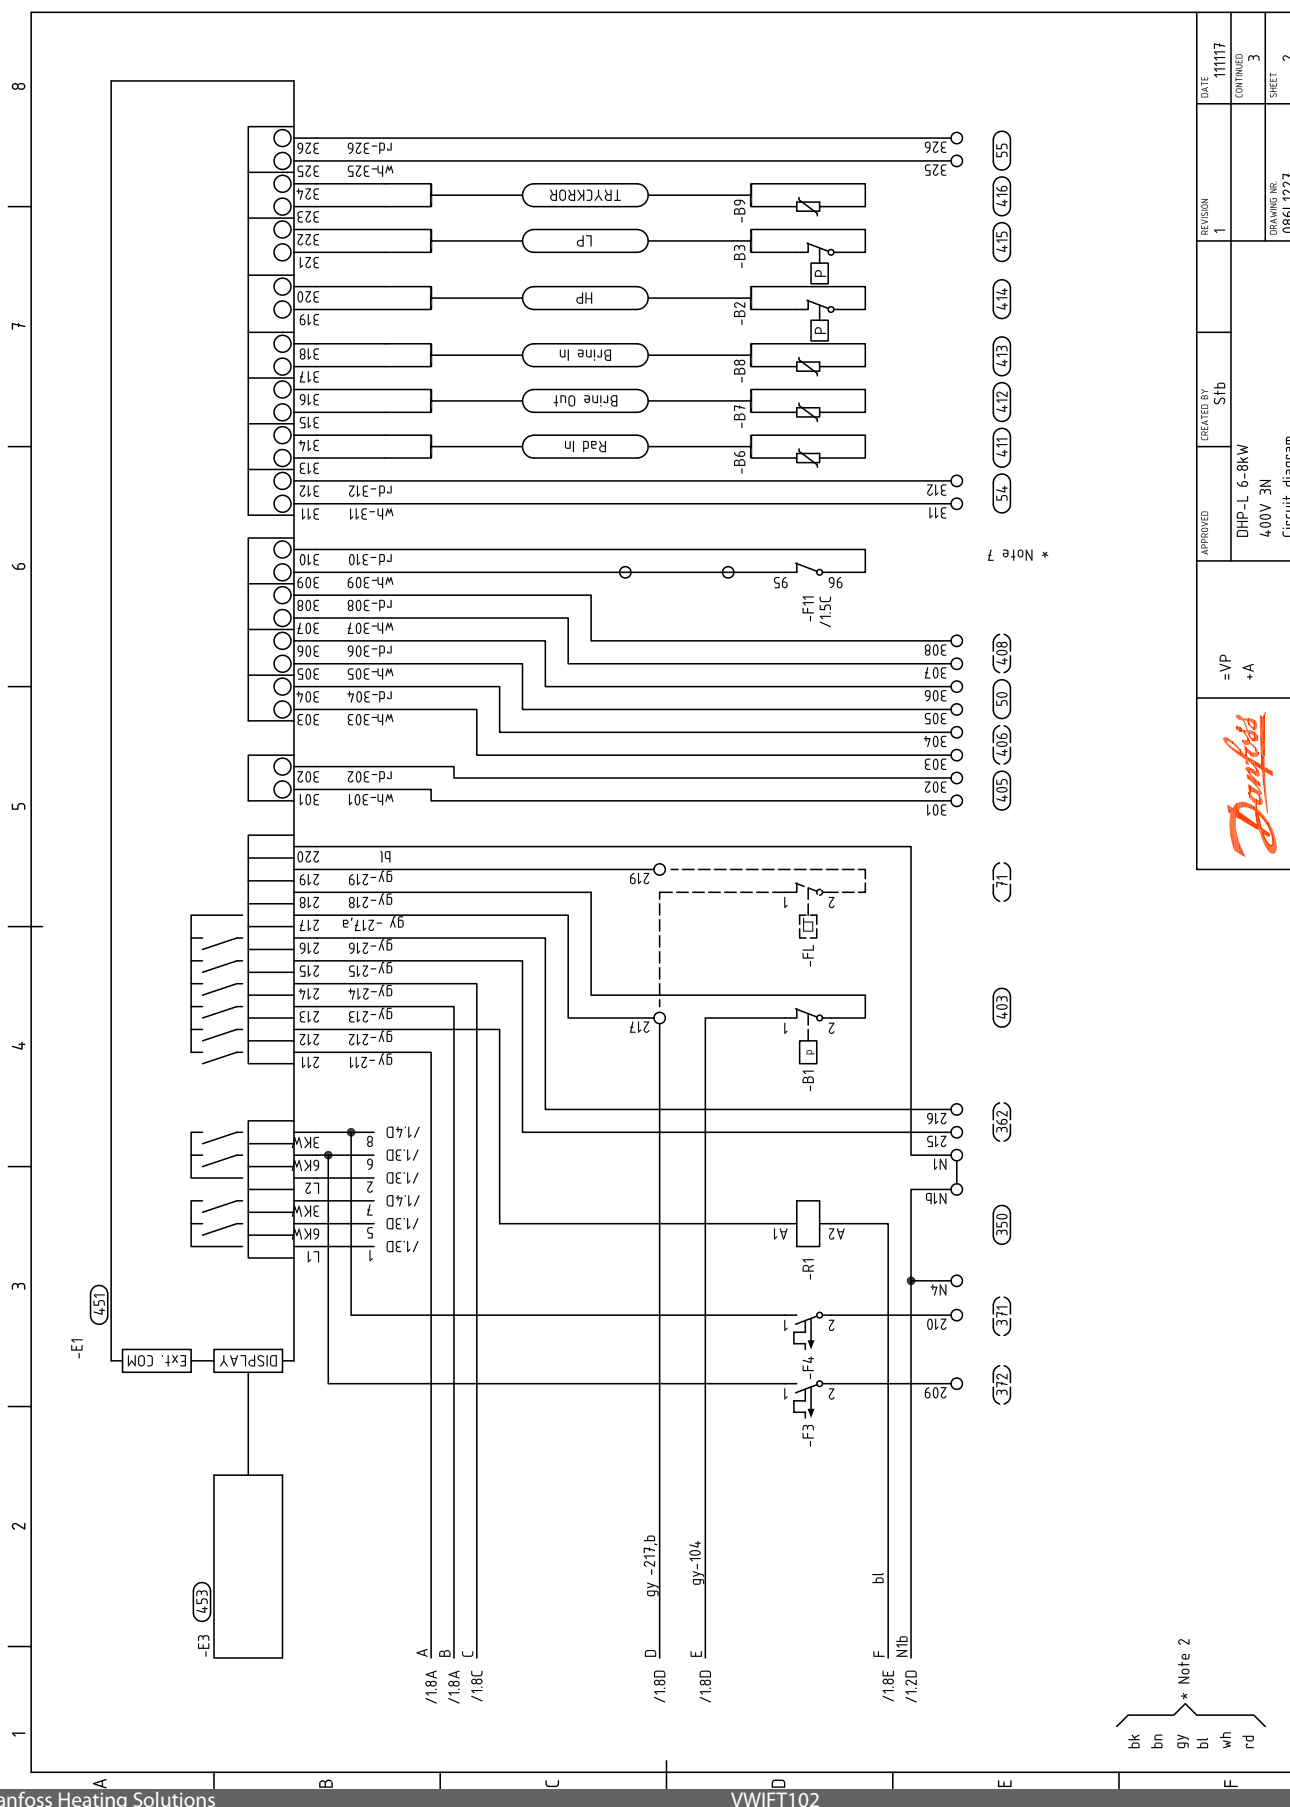 8
7
6
5
4
3
2
1
A
B
C
D
E
F
DATE
111117
CONTINUED
3
SHEET
REVISION
1
DRAWING NR.
CREATED BY
Stb
APPROVED
DHP-L 6-8kW
400V 3N
Circuit diagram
=VP
+A
Danfoss
326 rd-326 326
325 wh-325 325
55
324
323
TRYCKROR
-B9
416
322
321
LP
-B3
P
415
320
319
HP
-B2
P
414
318
317
Brine In
-B8
413
316
315
Brine Out
-B7
412
314
313
Rad In
-B6
411
312 rd-312 312
311 wh-311 311
54
310 rd-310
309 wh-309
95 96
-F11
/1.5C
* Note 7
308 rd-308 308
307 wh-307 307
(408)
306 rd-306 306
305 wh-305 305
50
304 rd-304 304
303 wh-303 303
(406)
302 rd-302 302
301 wh-301 301
405
220 bl
219 gy-219 219
218 gy-218
217 gy -217,a
216 gy-216
215 gy-215
214 gy-214
213 gy-213
212 gy-212
211 gy-211
1 2
-FL
(71)
217
1 2
P
-B1
403
3KW 8 /1.4D
6KW 6 /1.3D
L2 2 /1.3D
3KW 7 /1.4D
6KW 5 /1.3D
L1 1 /1.3D
216
215
(362)
N1
N1b
A1 A2
-R1
350
N4
1 2
-F4
210
(371)
1 2
-F3
209
(372)
-E1
451
Ext. COM
DISPLAY
-E3
453
A
/1.8A
B
/1.8A
C
/1.8C
gy -217,b
D
/1.8D
gy-104
E
/1.8D
bl
F
/1.8E
N1b
/1.2D
bk
bn
gy
bl
wh
rd
* Note 2
anfoss Heating Solutions
VWIFT102